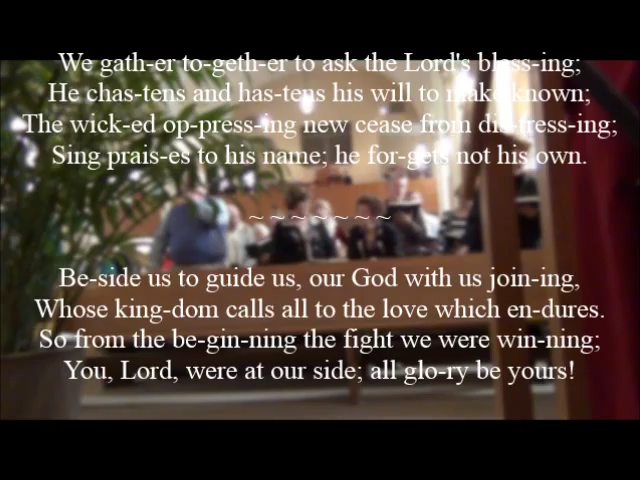 We gath-er to-geth-er to ask the Lord's bless-ing;
He chas-tens and has-tens his will to make known;
The wick-ed op-press-ing new cease from dis-tress-ing;
Sing prais-es to his name; he for-gets not his own.
~ ~ ~ ~ ~ ~ ~
Be-side us to guide us, our God with us join-ing,
Whose king-dom calls all to the love which en-dures.
So from the be-gin-ning the fight we were win-ning;
You, Lord, were at our side; all glo-ry be yours!